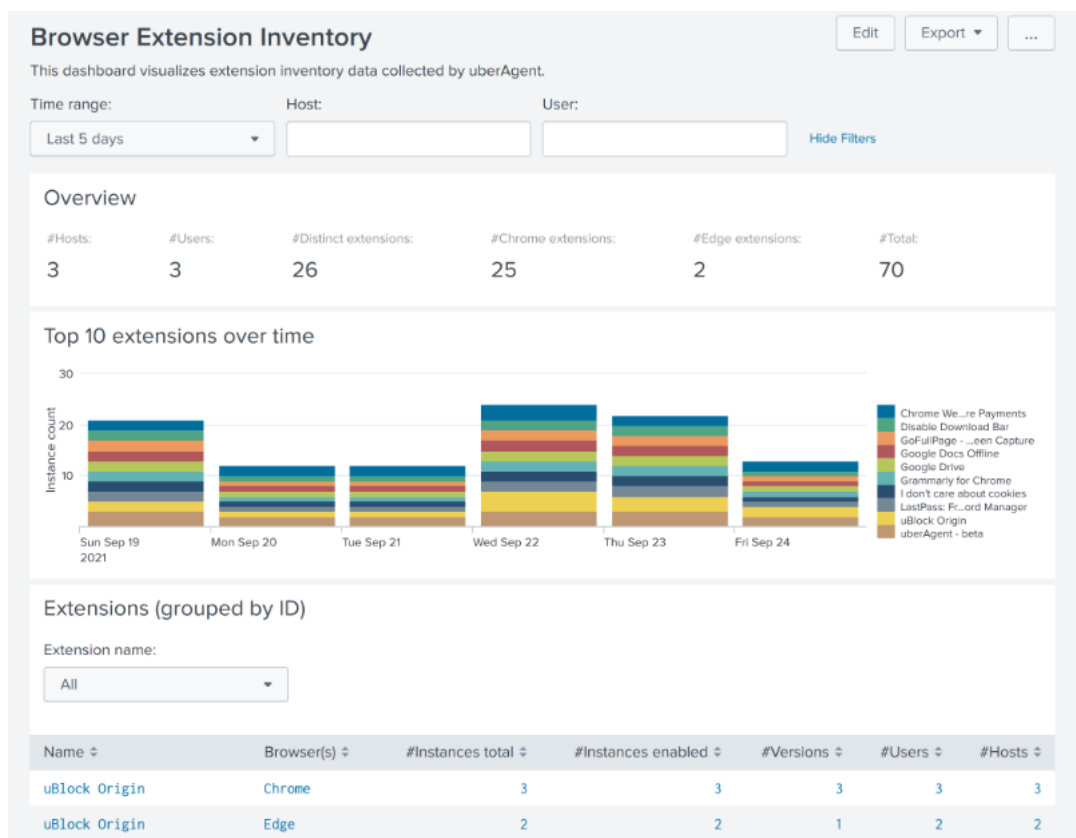 Browser Extension Inventory
Edit
Export
...
This dashboard visualizes extension inventory data collected by uberAgent.
Time range: Host: User:
Last 5 days
Hide Filters
Overview
#Hosts: #Users: #Distinct extensions: #Chrome extensions: #Edge extensions: #Total:
3 3 26 25 2 70
Top 10 extensions over time
Instance count
30
20
10
Sun Sep 19 Mon Sep 20 Tue Sep 21 Wed Sep 22 Thu Sep 23 Fri Sep 24
2021
Chrome We...re Payments
Disable Download Bar
GoFullPage - ...een Capture
Google Docs Offline
Google Drive
Grammarly for Chrome
I don't care about cookies
LastPass: Fr...ord Manager
uBlock Origin
uberAgent - beta
Extensions (grouped by ID)
Extension name:
All
Name Browser(s) #Instances total #Instances enabled #Versions #Users #Hosts
uBlock Origin Chrome 3 3 3 3 3
uBlock Origin Edge 2 2 1 2 2